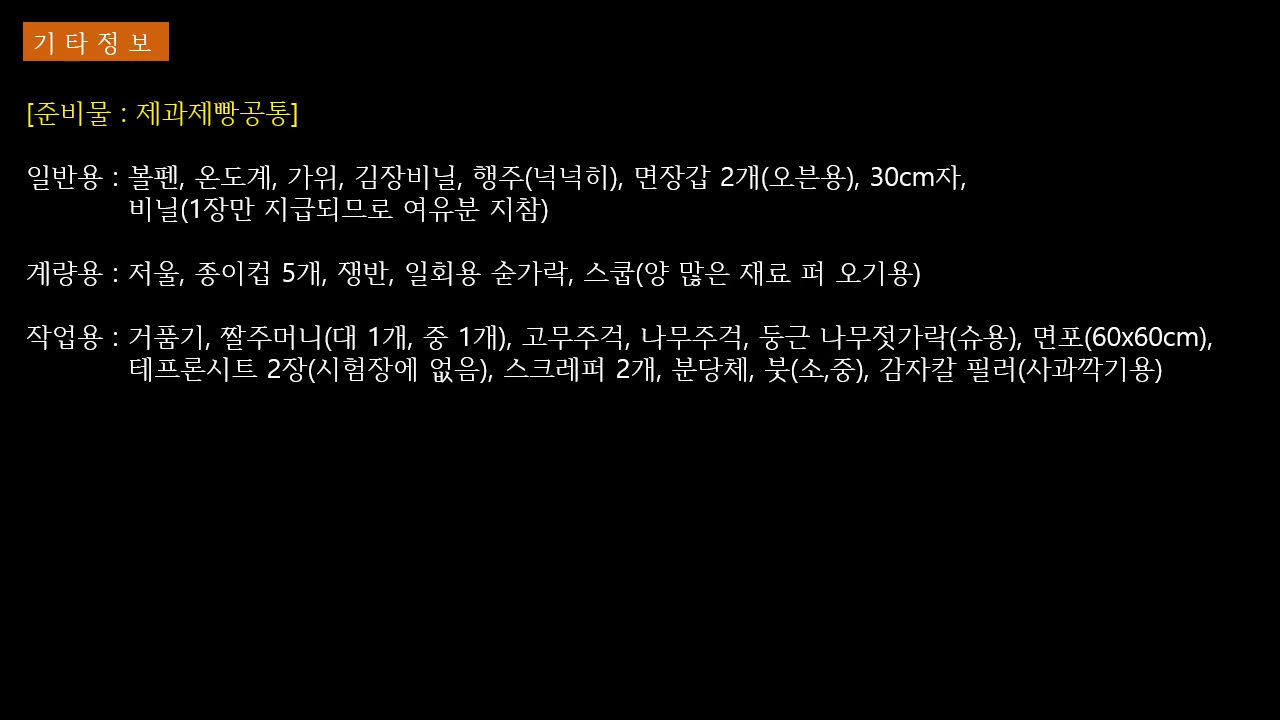 기 타 정 보
[준비물 : 제과제빵공통]
일반용 : 볼펜, 온도계, 가위, 김장비닐, 행주(넉넉히), 면장갑 2개(오븐용), 30cm자,
비닐(1장만 지급되므로 여유분 지참)
계량용 : 저울, 종이컵 5개, 쟁반, 일회용 숟가락, 스쿱(양 많은 재료 퍼 오기용)
작업용 : 거품기, 짤주머니(대 1개, 중 1개), 고무주걱, 나무주걱, 둥근 나무젓가락(슈용), 면포(60x60cm),
테프론시트 2장(시험장에 없음), 스크레퍼 2개, 분당체, 붓(소,중), 감자칼 필러(사과깍기용)